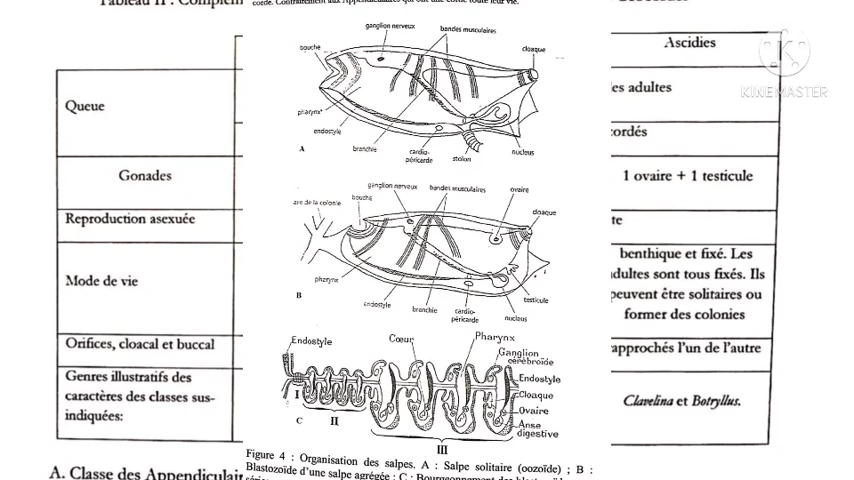 Tableau II : Complém
corde. Contrairement aux Appendiculaires qui ont une corde toute leur vie.
Ascidies
KINEMASTER
Queue
les adultes
cordés
Gonades
1 ovaire + 1 testicule
Reproduction asexuée
te
Mode de vie
benthique et fixé. Les
adultes sont tous fixés. Ils
peuvent être solitaires ou
former des colonies
Orifices, cloacal et buccal
rapprochés l'un de l'autre
Genres illustratifs des
caractères des classes sus-
indiquées:
Clavelina et Botryllus.
A. Classe des Appendiculair
ganglion nerveux
bandes musculaires
bouche
cloaque
pharynx
endostyle
branchie
cardio-
péricarde
stolon
nucleus
A
ganglion nerveux
bandes musculaires
ovaire
axe de la colonie
bouche
cloaque
pharynx
endostyle
branchie
cardio-
péricarde
nucleus
testicule
B
Endostyle
Cœur
Pharynx
Ganglion
cérébroïde
Endostyle
Cloaque
Ovaire
Anse
digestive
I
II
III
C
Figure 4 : Organisation des salpes. A : Salpe solitaire (oozoïde) ; B :
Blastozoïde d'une salpe agrégée ; C : Bourgeonnement des